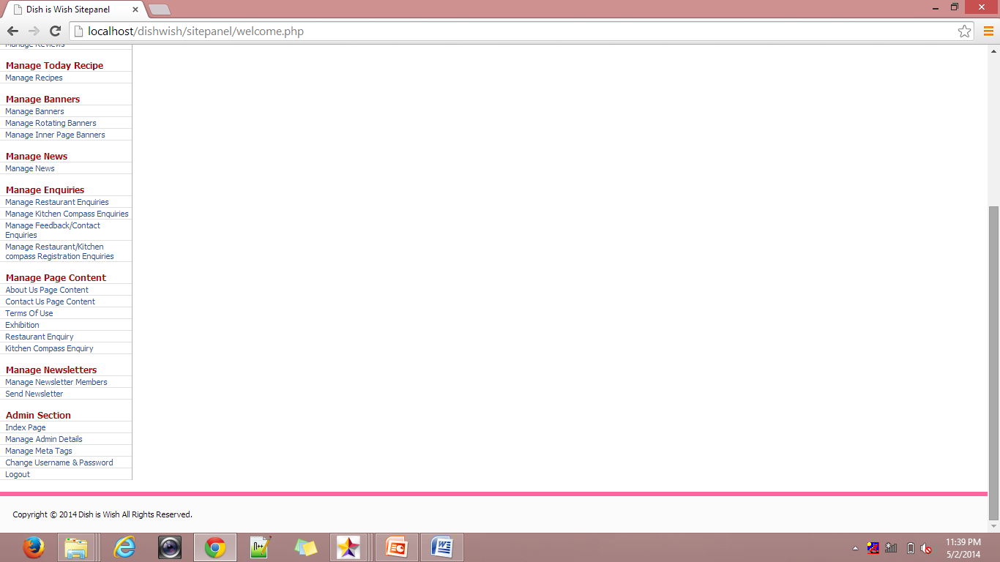 Dish is Wish Sitepanel
localhost/dishwish/sitepanel/welcome.php
Manage Reviews
Manage Today Recipe
Manage Recipes
Manage Banners
Manage Banners
Manage Rotating Banners
Manage Inner Page Banners
Manage News
Manage News
Manage Enquiries
Manage Restaurant Enquiries
Manage Kitchen Compass Enquiries
Manage Feedback/Contact
Enquiries
Manage Restaurant/Kitchen
compass Registration Enquiries
Manage Page Content
About Us Page Content
Contact Us Page Content
Terms Of Use
Exhibition
Restaurant Enquiry
Kitchen Compass Enquiry
Manage Newsletters
Manage Newsletter Members
Send Newsletter
Admin Section
Index Page
Manage Admin Details
Manage Meta Tags
Change Username & Password
Logout
Copyright © 2014 Dish is Wish All Rights Reserved.
11:39 PM
5/2/2014